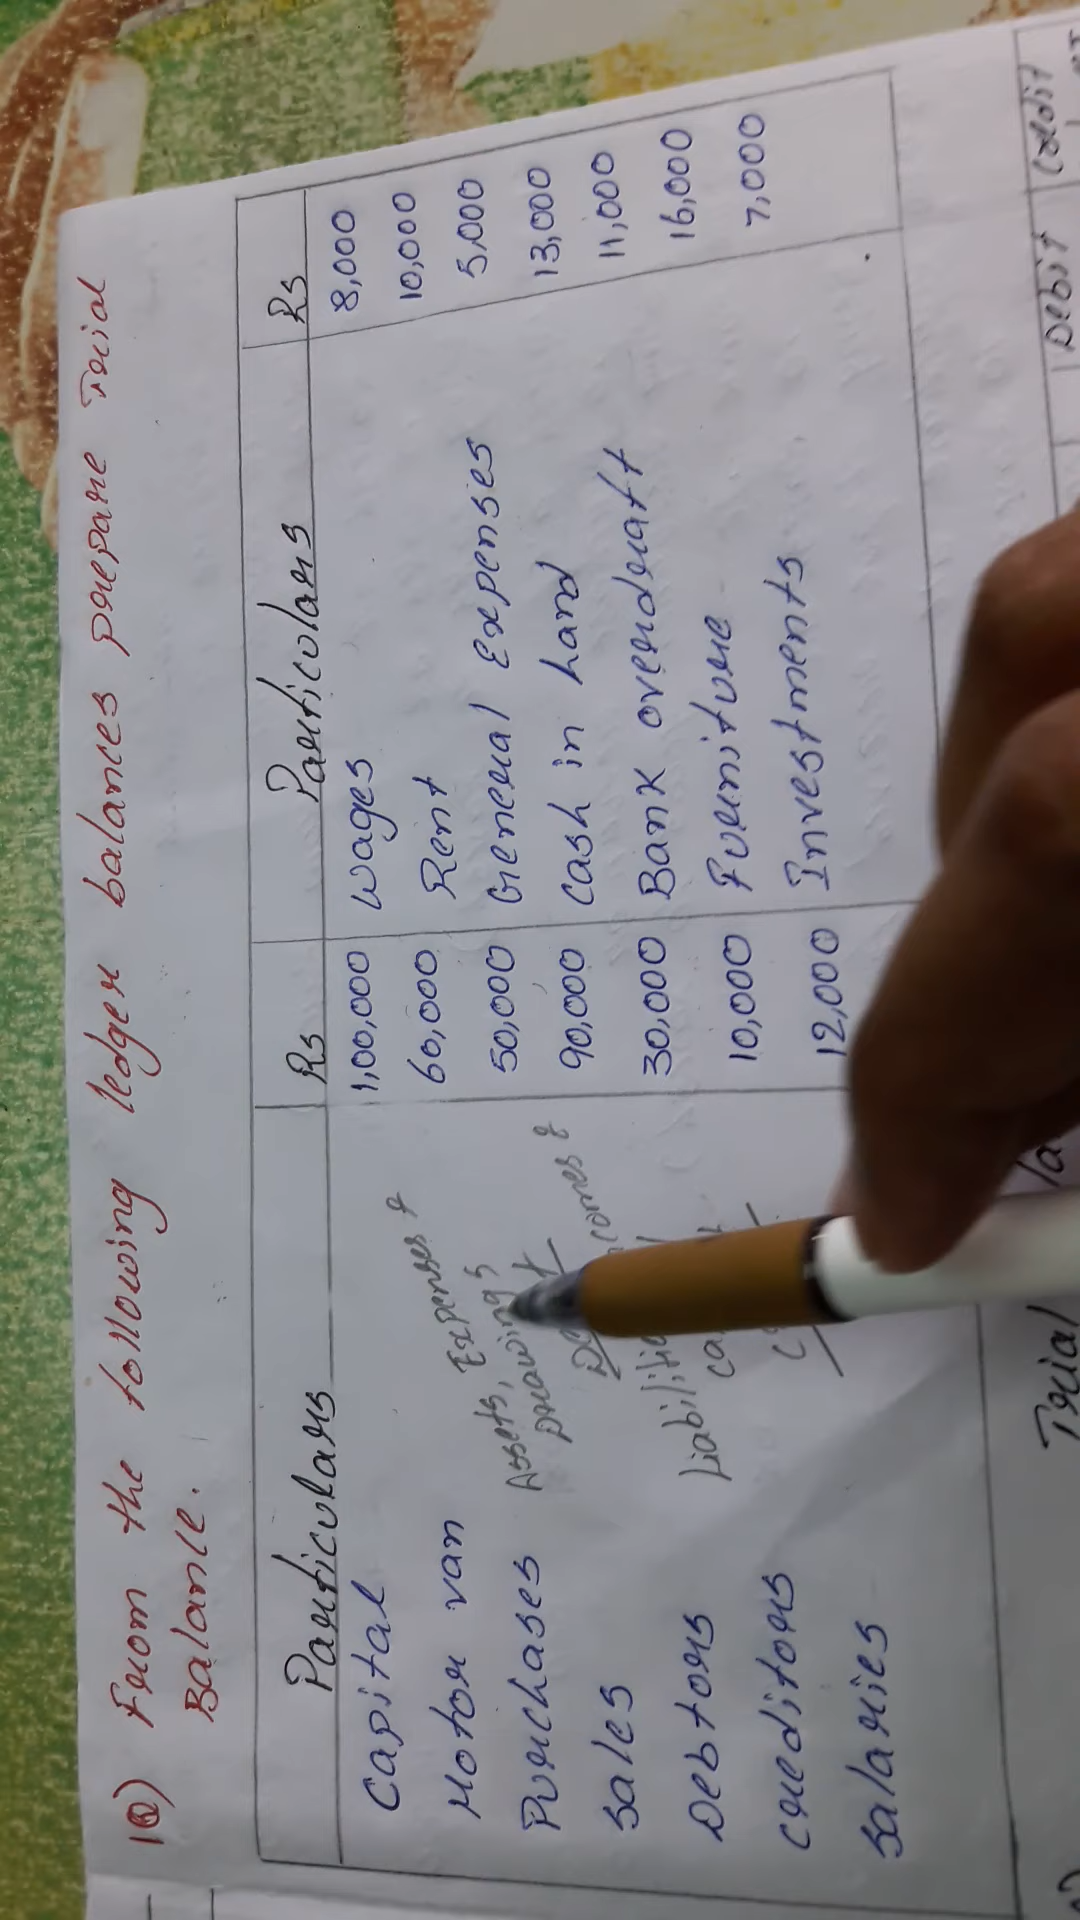 1Q) From the following ledger balances prepare Trial
Balance.
Particulars Rs Particulars Rs
Capital 1,00,000 Wages 8,000
Motor van 60,000 Rent 10,000
Purchases 50,000 General Expenses 5,000
Sales 90,000 Cash in hand 13,000
Debtors 30,000 Bank overdraft 11,000
Creditors 10,000 Furniture 16,000
Salaries 12,000 Investments 7,000
Assets, Expenses &
Drawings
Trial
Debit Credit